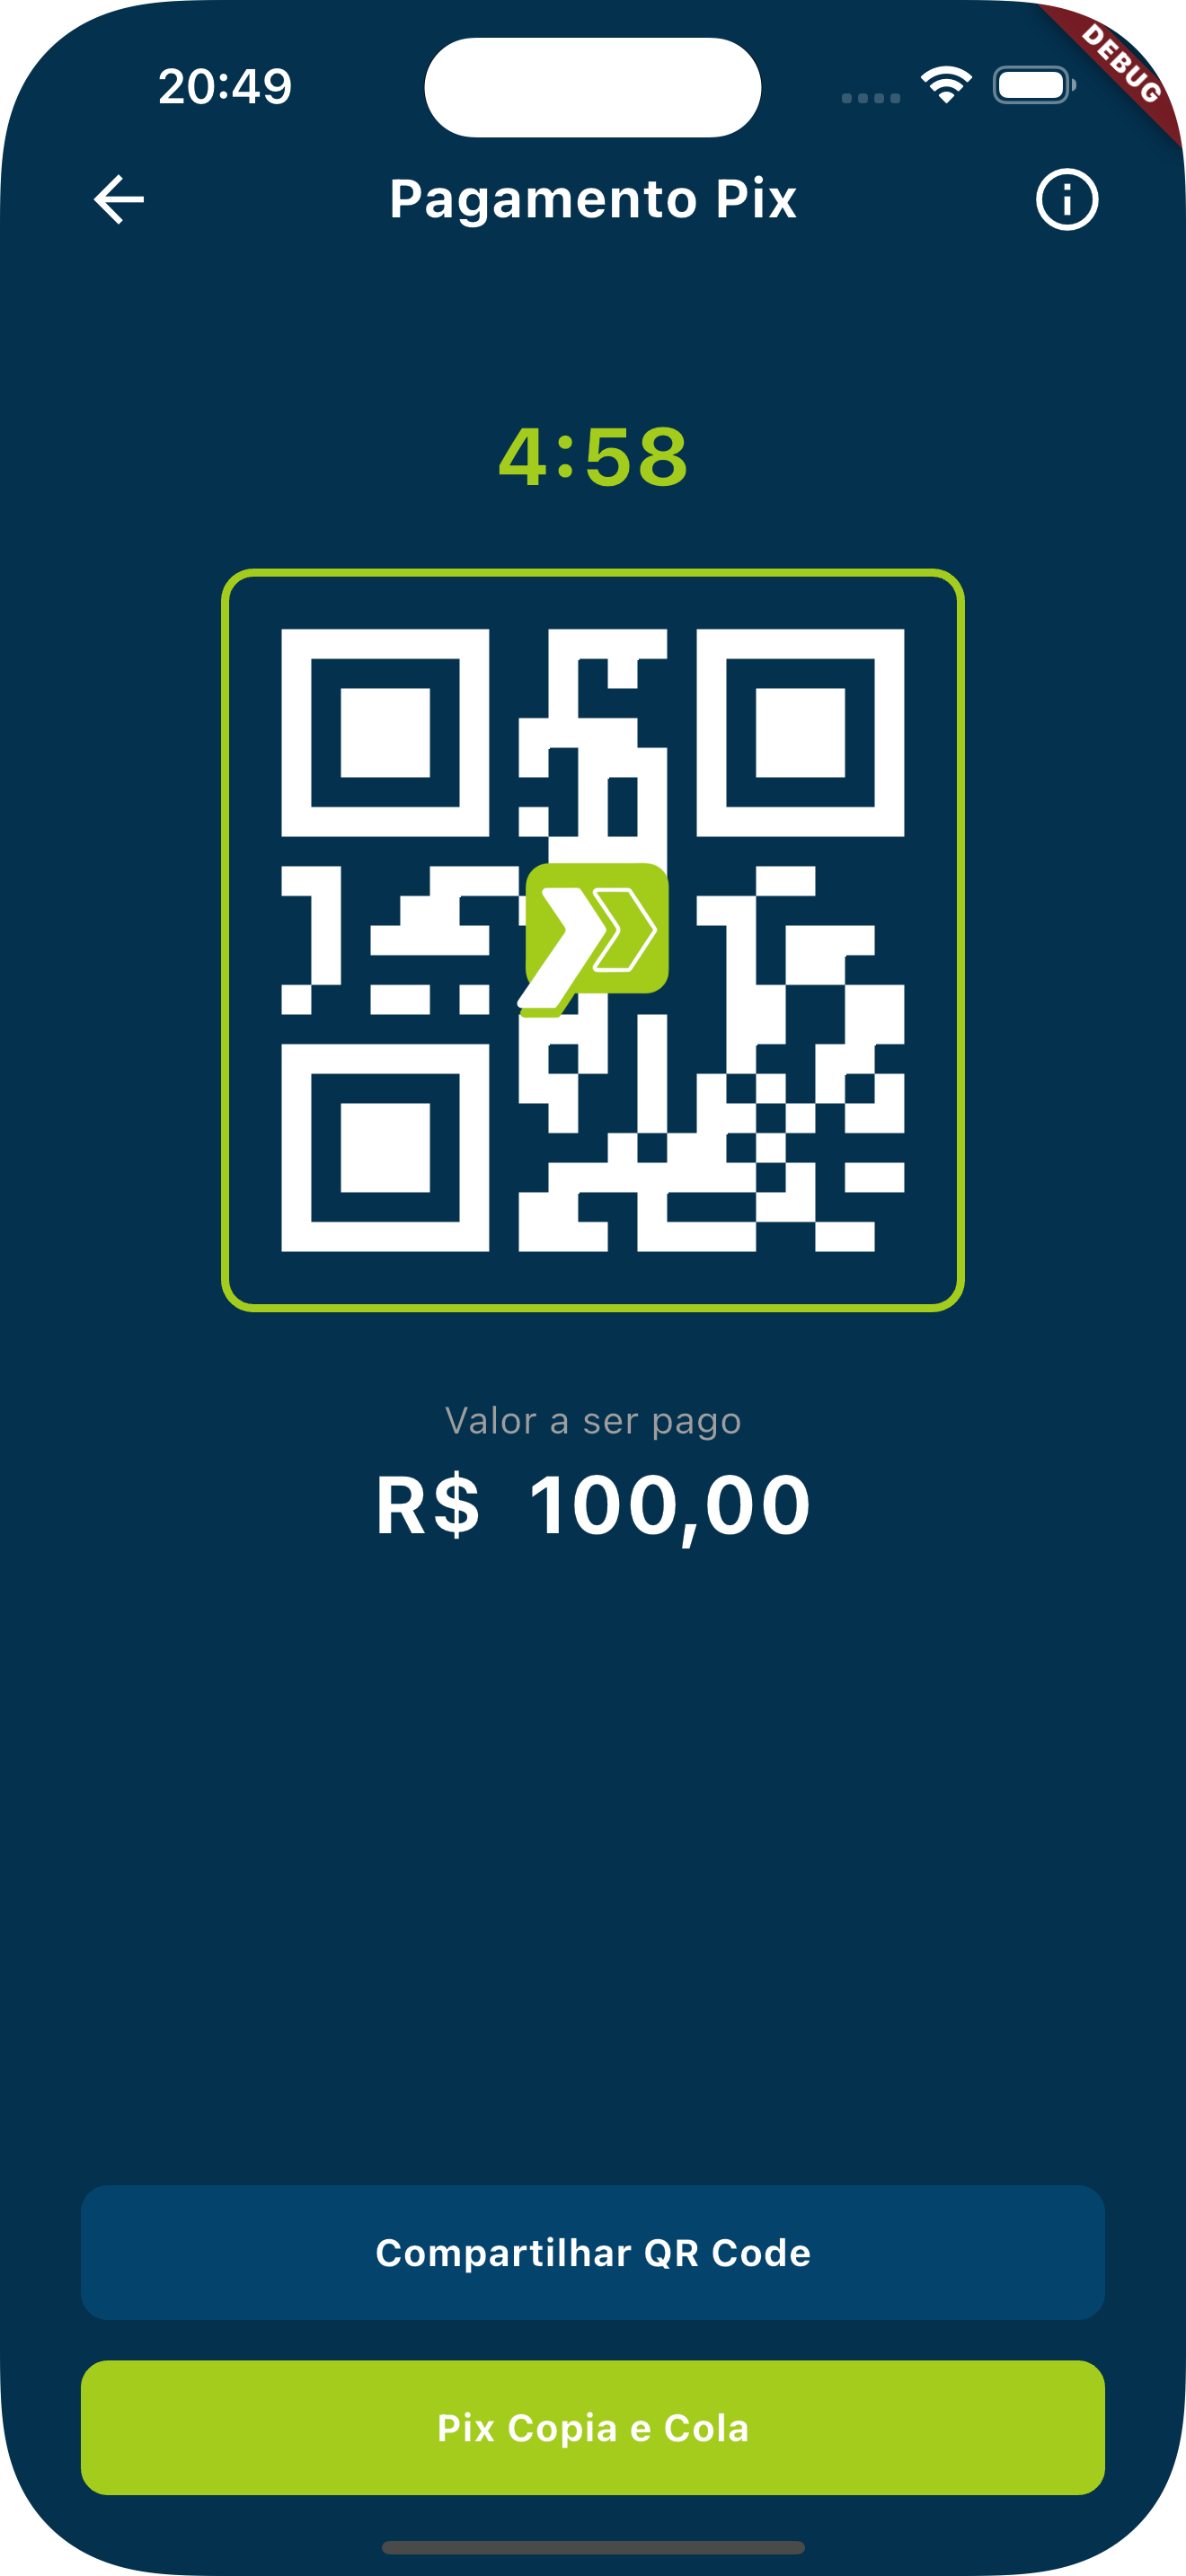 20:49
DEBUG
Pagamento Pix
4:58
Valor a ser pago
R$ 100,00
Compartilhar QR Code
Pix Copia e Cola